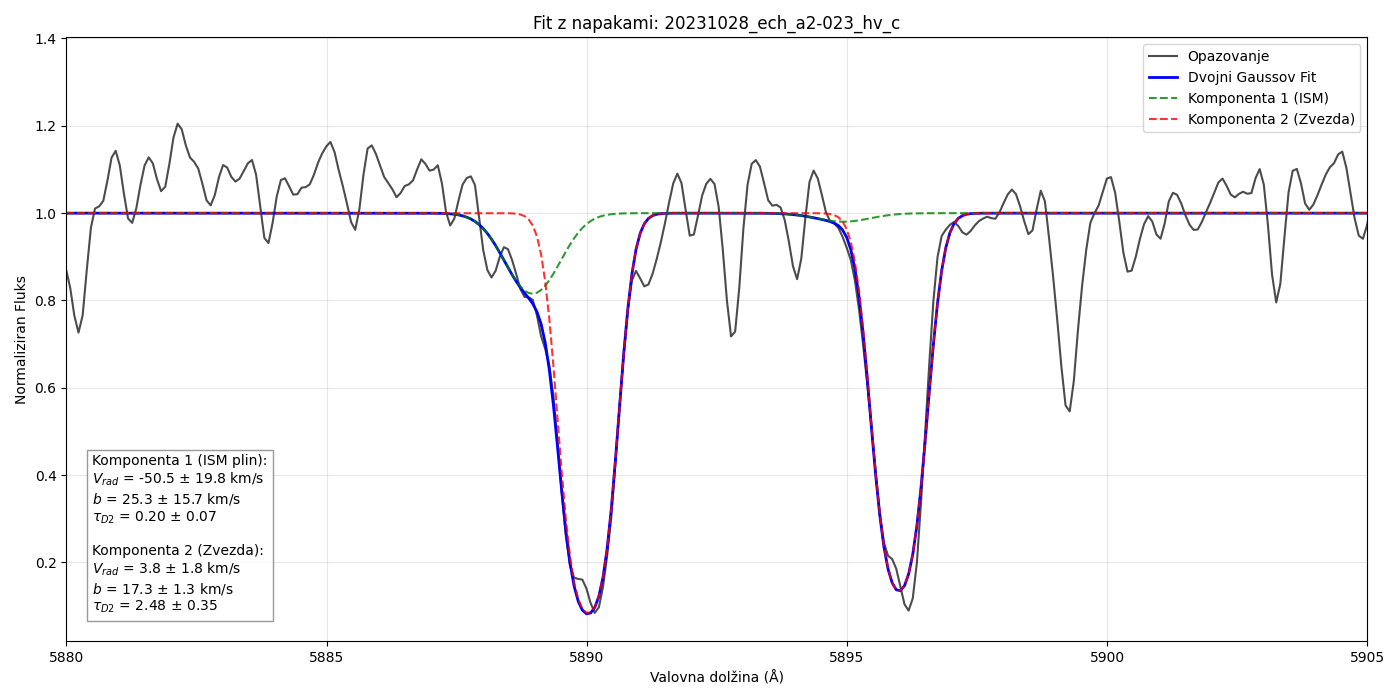 Fit z napakami: 20231028_ech_a2-023_hv_c
Normaliziran Fluks
1.4
1.2
1.0
0.8
0.6
0.4
0.2
Opazovanje
Dvojni Gaussov Fit
Komponenta 1 (ISM)
Komponenta 2 (Zvezda)
Komponenta 1 (ISM plin):
V_rad = -50.5 ± 19.8 km/s
b = 25.3 ± 15.7 km/s
τ_D2 = 0.20 ± 0.07
Komponenta 2 (Zvezda):
V_rad = 3.8 ± 1.8 km/s
b = 17.3 ± 1.3 km/s
τ_D2 = 2.48 ± 0.35
5880 5885 5890 5895 5900 5905
Valovna dolžina (Å)